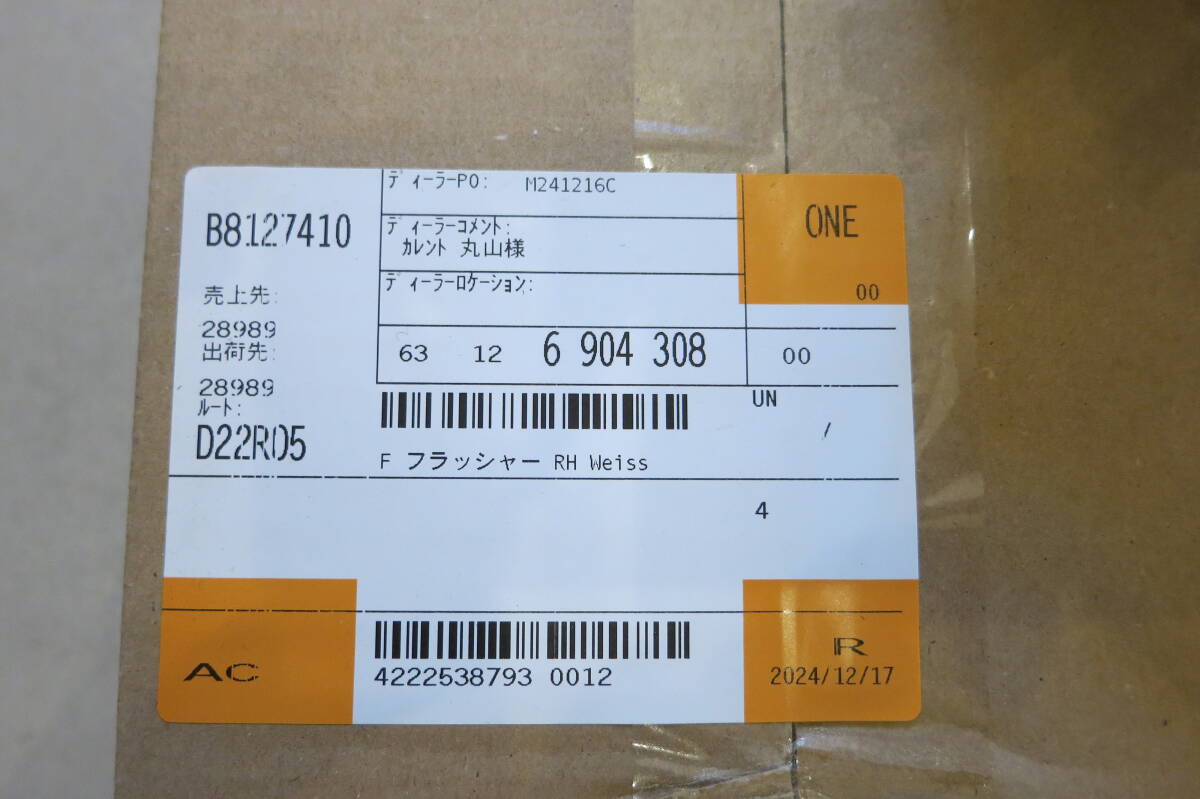 B8127410
ディーラーPO: M241216C
ディーラーコメント:
カレント 丸山様
ディーラーロケーション:
ONE
00
売上先:
28989
出荷先:
28989
ルート:
D22R05
63 12 6 904 308 00
UN
/
F フラッシャー RH Weiss
4
AC
4222538793 0012
R
2024/12/17